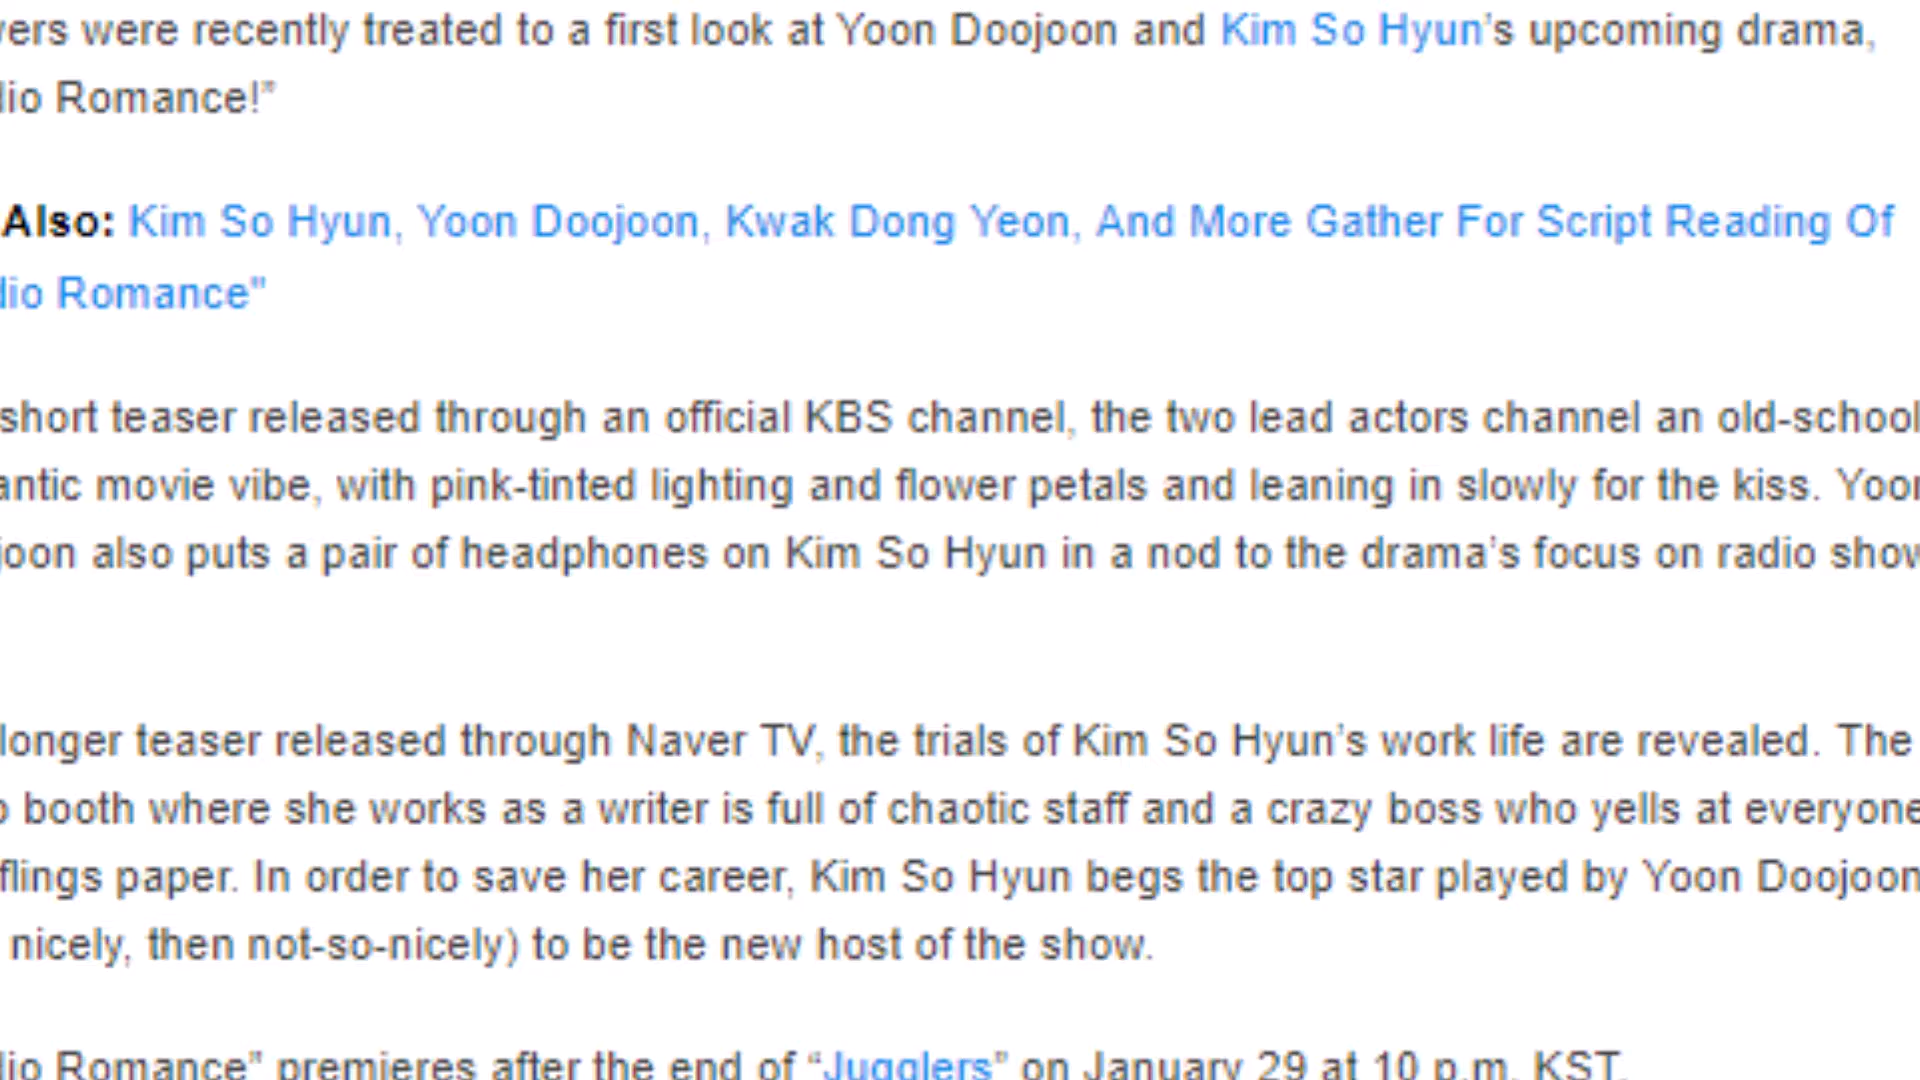 vers were recently treated to a first look at Yoon Doojoon and Kim So Hyun’s upcoming drama,
dio Romance!”
Also: Kim So Hyun, Yoon Doojoon, Kwak Dong Yeon, And More Gather For Script Reading Of
dio Romance"
short teaser released through an official KBS channel, the two lead actors channel an old-school
antic movie vibe, with pink-tinted lighting and flower petals and leaning in slowly for the kiss. Yoon
joon also puts a pair of headphones on Kim So Hyun in a nod to the drama’s focus on radio show
longer teaser released through Naver TV, the trials of Kim So Hyun’s work life are revealed. The
o booth where she works as a writer is full of chaotic staff and a crazy boss who yells at everyone
flings paper. In order to save her career, Kim So Hyun begs the top star played by Yoon Doojoon
nicely, then not-so-nicely) to be the new host of the show.
dio Romance” premieres after the end of “Jugglers” on January 29 at 10 p.m. KST.